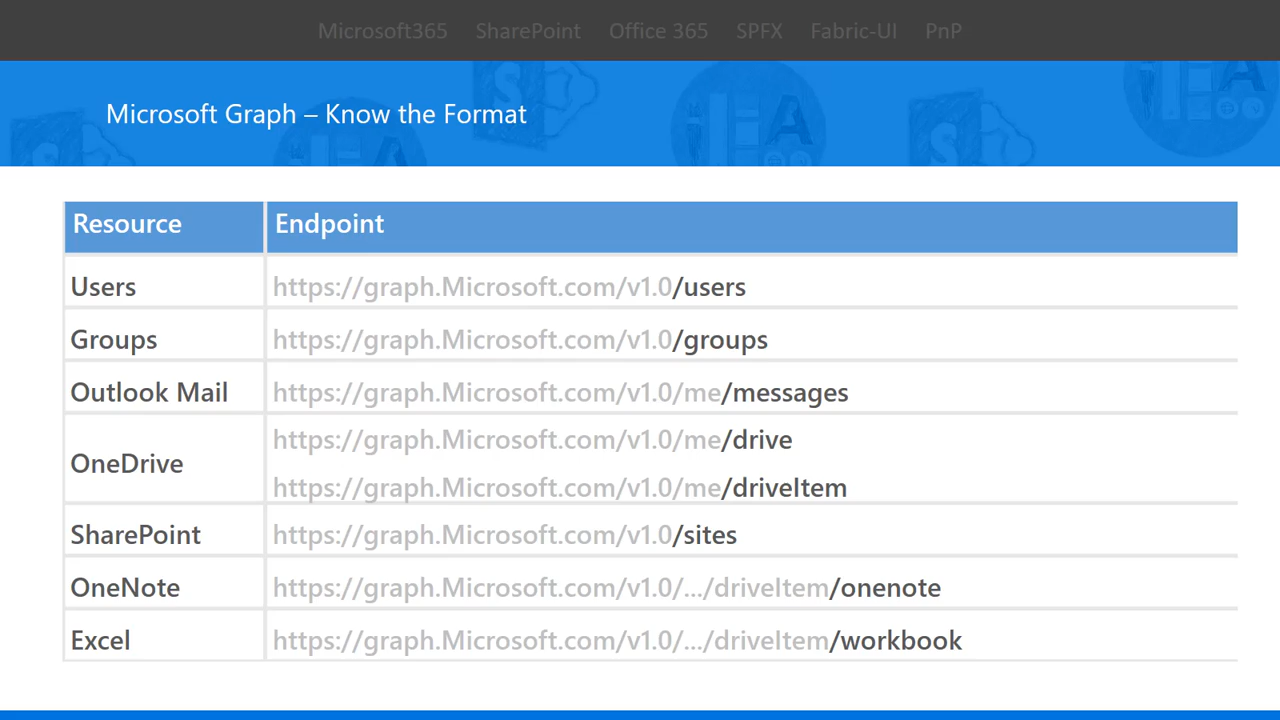 Microsoft365 SharePoint Office 365 SPFX Fabric-UI PnP
Microsoft Graph – Know the Format
Resource Endpoint
Users https://graph.Microsoft.com/v1.0/users
Groups https://graph.Microsoft.com/v1.0/groups
Outlook Mail https://graph.Microsoft.com/v1.0/me/messages
OneDrive https://graph.Microsoft.com/v1.0/me/drive
https://graph.Microsoft.com/v1.0/me/driveItem
SharePoint https://graph.Microsoft.com/v1.0/sites
OneNote https://graph.Microsoft.com/v1.0/.../driveItem/onenote
Excel https://graph.Microsoft.com/v1.0/.../driveItem/workbook